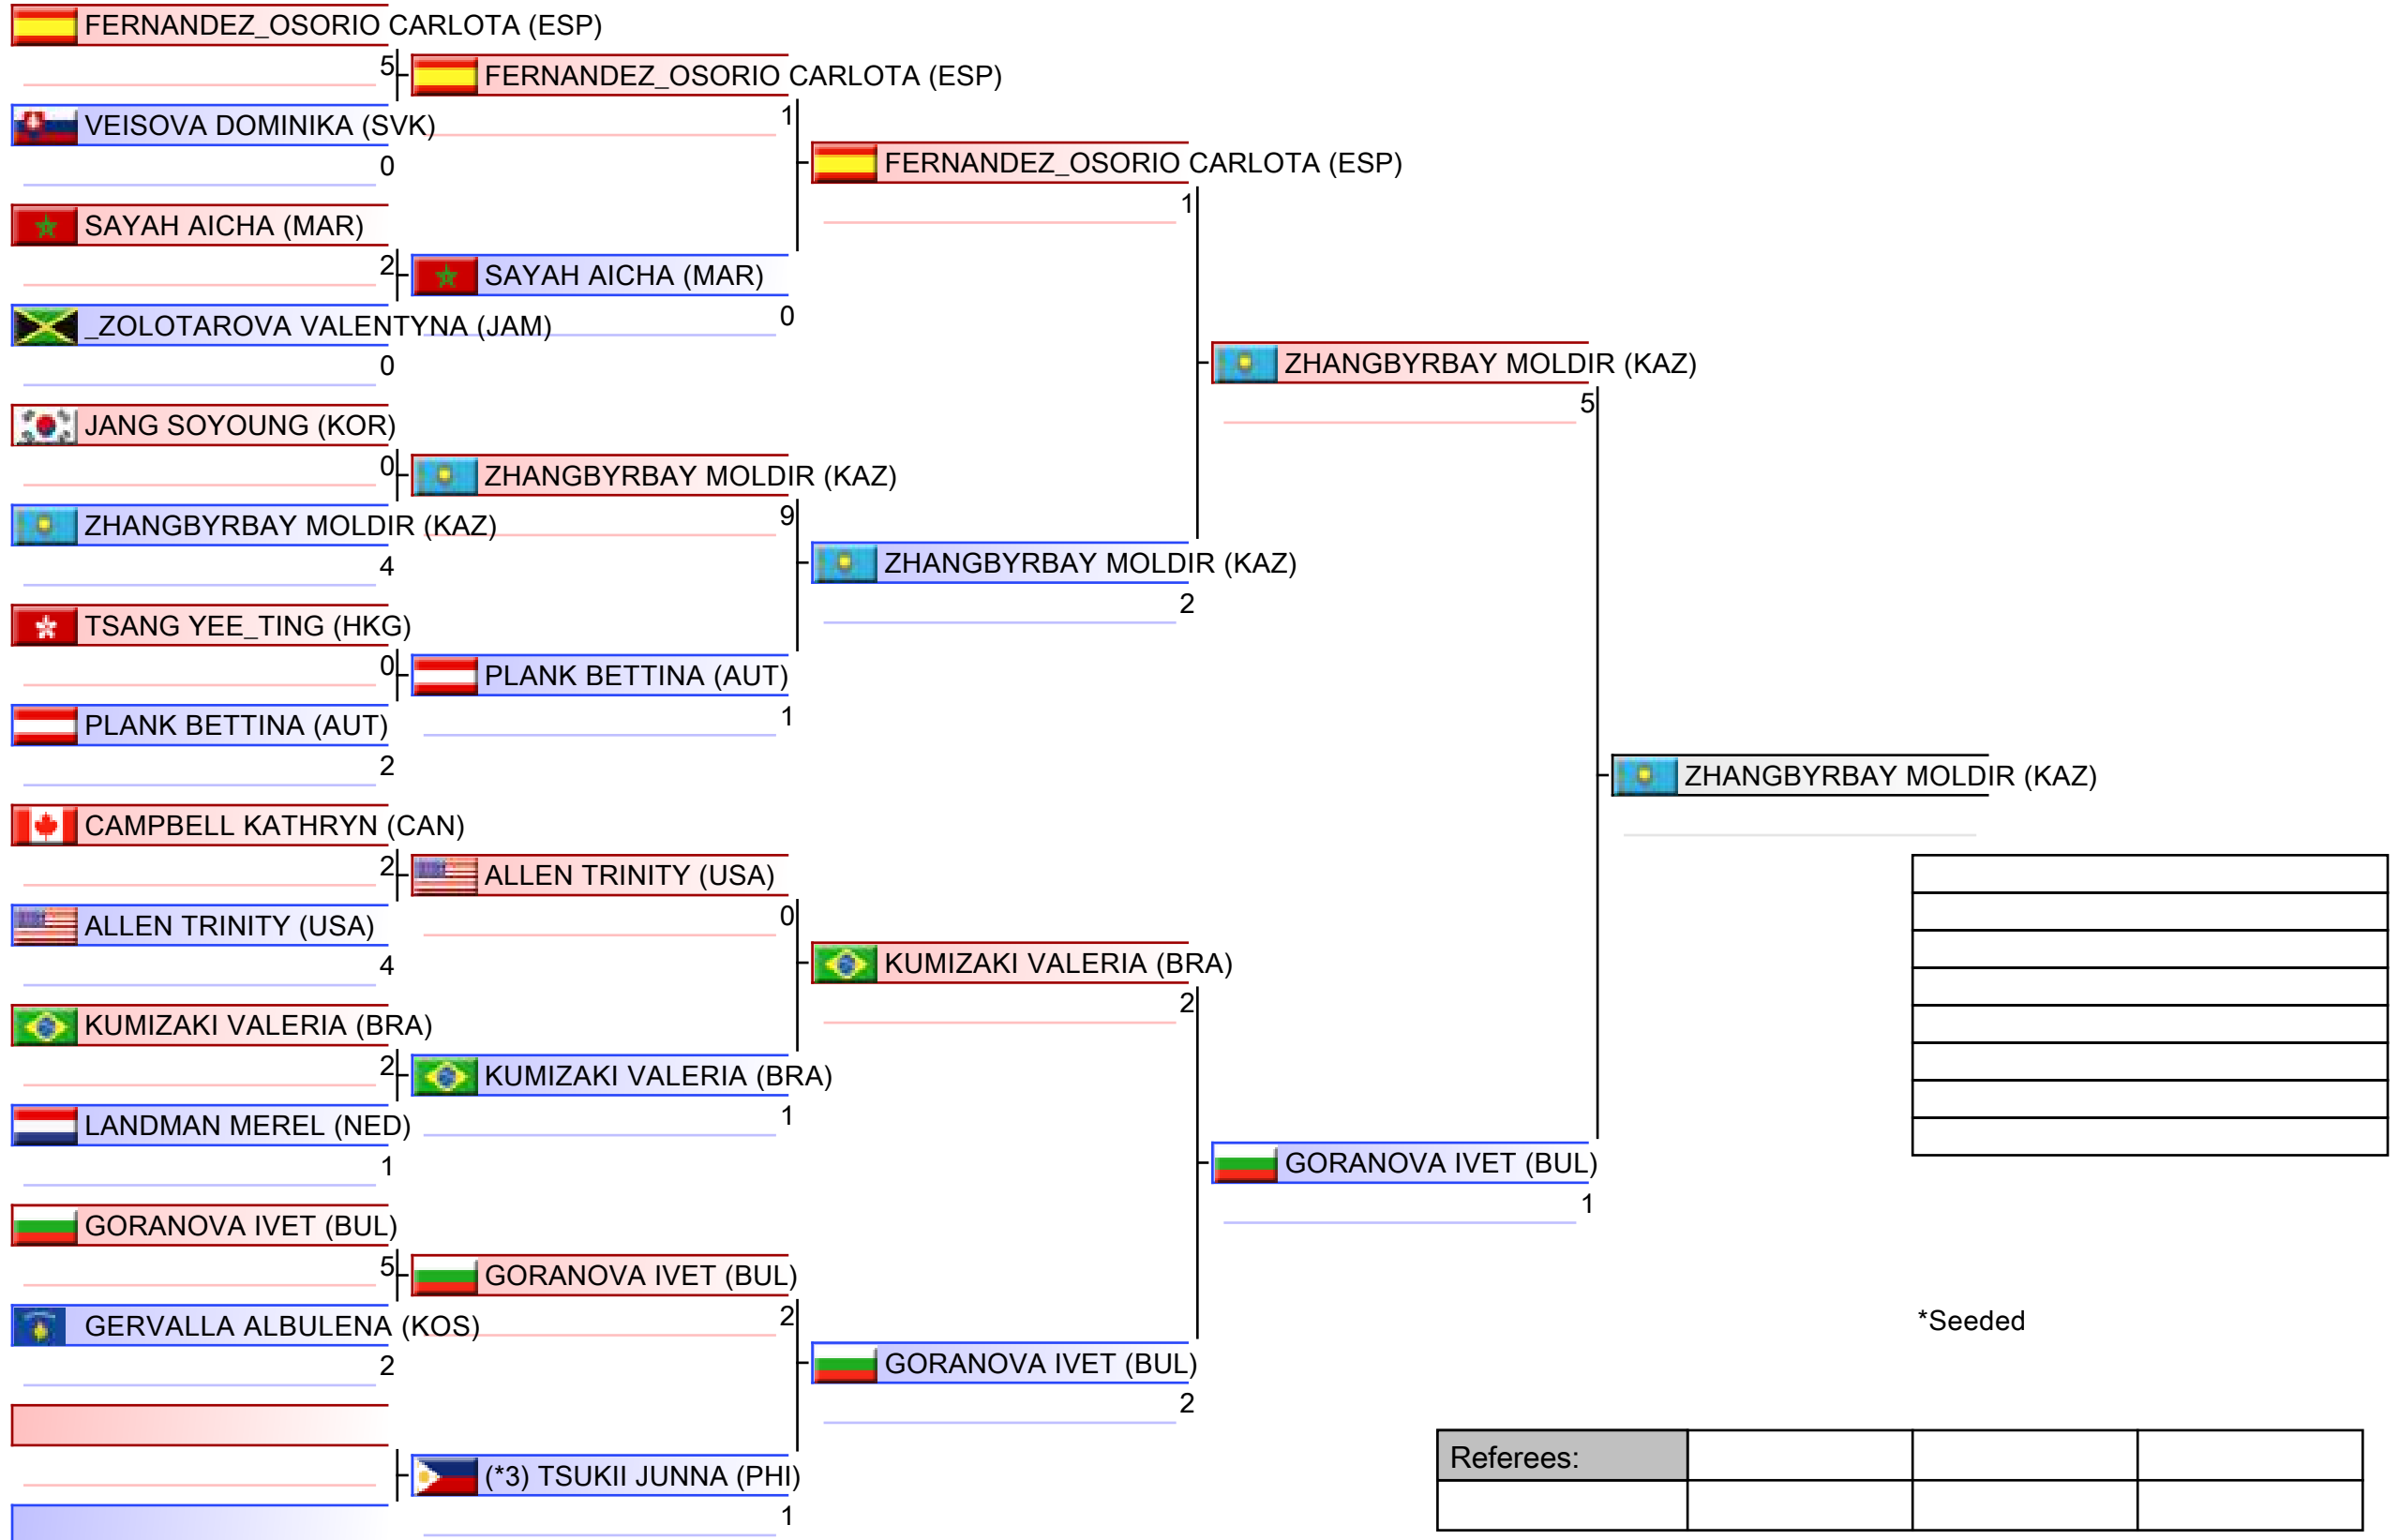 FERNANDEZ_OSORIO CARLOTA (ESP)
5
VEISOVA DOMINIKA (SVK)
0
SAYAH AICHA (MAR)
2
_ZOLOTAROVA VALENTYNA (JAM)
0
JANG SOYOUNG (KOR)
0
ZHANGBYRBAY MOLDIR (KAZ)
4
TSANG YEE_TING (HKG)
0
PLANK BETTINA (AUT)
2
CAMPBELL KATHRYN (CAN)
2
ALLEN TRINITY (USA)
4
KUMIZAKI VALERIA (BRA)
2
LANDMAN MEREL (NED)
1
GORANOVA IVET (BUL)
5
GERVALLA ALBULENA (KOS)
2
FERNANDEZ_OSORIO CARLOTA (ESP)
1
SAYAH AICHA (MAR)
0
ZHANGBYRBAY MOLDIR (KAZ)
9
PLANK BETTINA (AUT)
1
ALLEN TRINITY (USA)
0
KUMIZAKI VALERIA (BRA)
1
GORANOVA IVET (BUL)
2
(*3) TSUKII JUNNA (PHI)
1
FERNANDEZ_OSORIO CARLOTA (ESP)
1
ZHANGBYRBAY MOLDIR (KAZ)
2
KUMIZAKI VALERIA (BRA)
2
GORANOVA IVET (BUL)
2
ZHANGBYRBAY MOLDIR (KAZ)
5
GORANOVA IVET (BUL)
1
ZHANGBYRBAY MOLDIR (KAZ)
*Seeded
Referees: